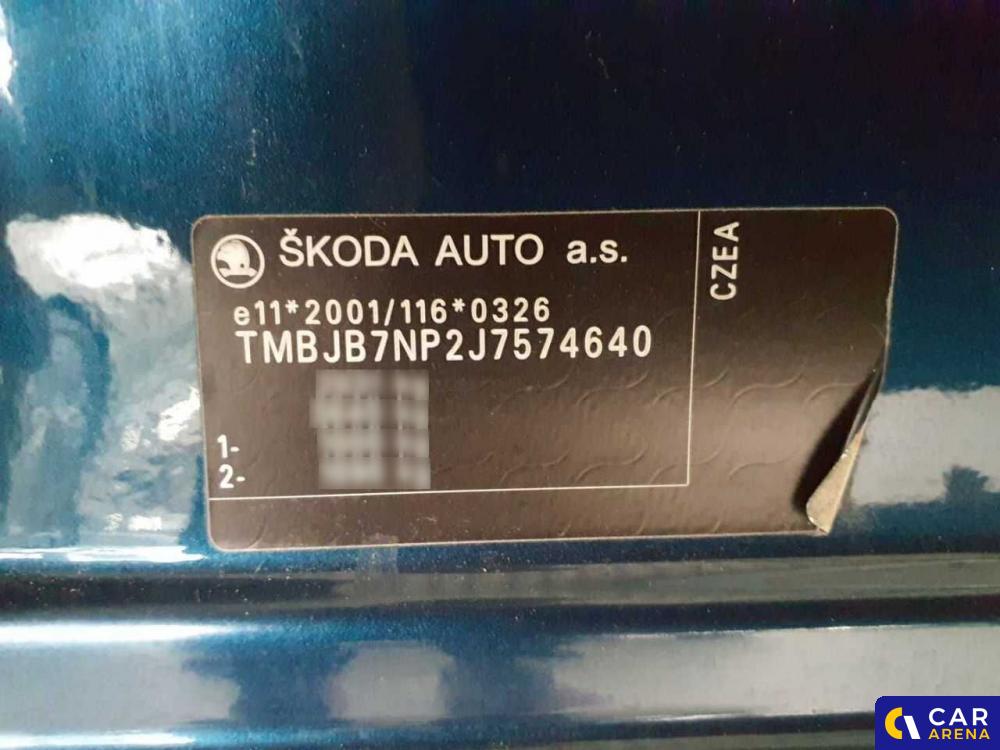 ŠKODA AUTO a.s.
CZEA
e11*2001/116*0326
TMBJB7NP2J7574640
1-
2-
CAR
ARENA